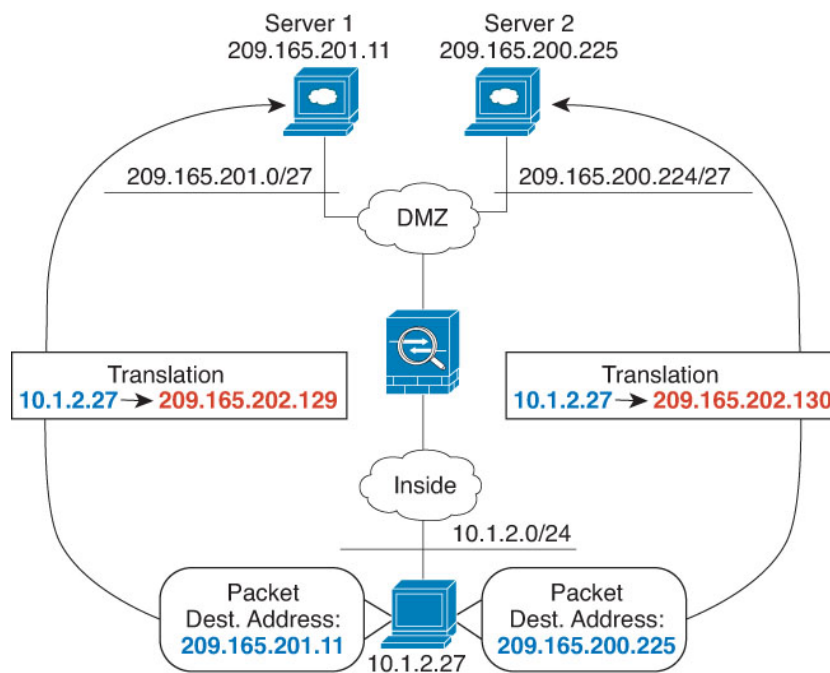 Server 1
209.165.201.11
Server 2
209.165.200.225
209.165.201.0/27
209.165.200.224/27
DMZ
Translation
10.1.2.27 → 209.165.202.129
Translation
10.1.2.27 → 209.165.202.130
Inside
10.1.2.0/24
Packet
Dest. Address:
209.165.201.11
Packet
Dest. Address:
209.165.200.225
10.1.2.27